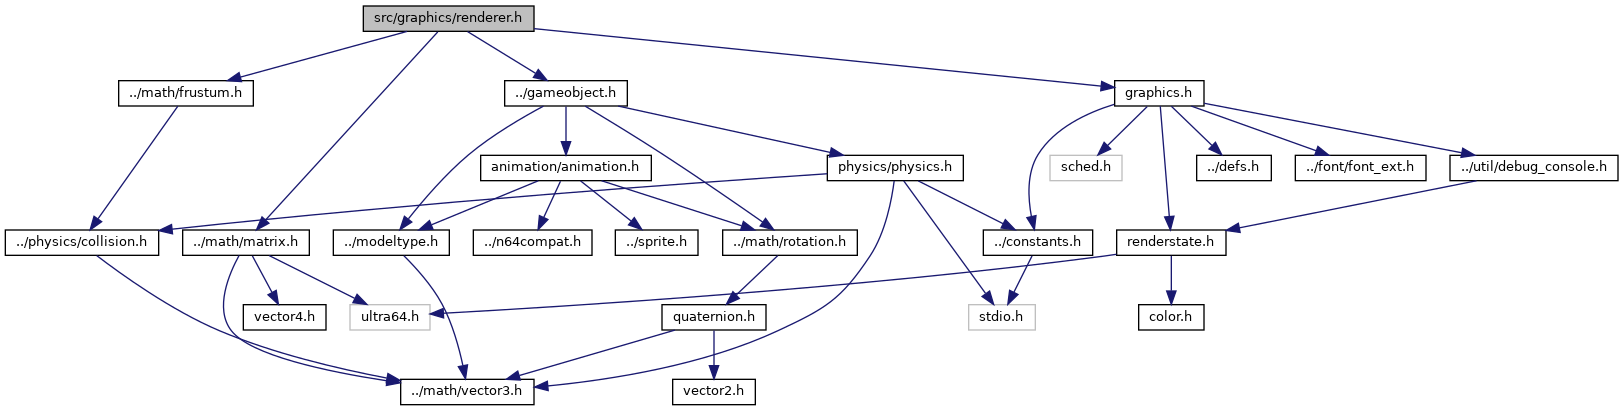 src/graphics/renderer.h
../math/frustum.h
../gameobject.h
graphics.h
animation/animation.h
physics/physics.h
sched.h
../defs.h
../font/font_ext.h
../util/debug_console.h
../physics/collision.h
../math/matrix.h
../modeltype.h
../n64compat.h
../sprite.h
../math/rotation.h
../constants.h
renderstate.h
vector4.h
ultra64.h
quaternion.h
stdio.h
color.h
../math/vector3.h
vector2.h